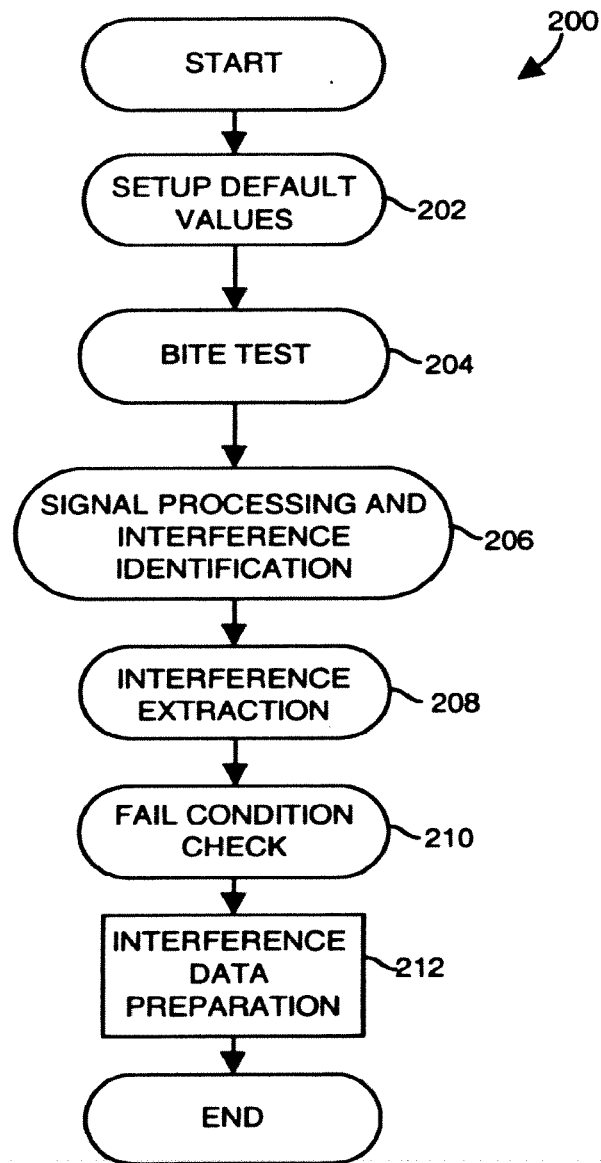 200
START
SETUP DEFAULT
VALUES
202
BITE TEST
204
SIGNAL PROCESSING AND
INTERFERENCE
IDENTIFICATION
206
INTERFERENCE
EXTRACTION
208
FAIL CONDITION
CHECK
210
INTERFERENCE
DATA
PREPARATION
212
END